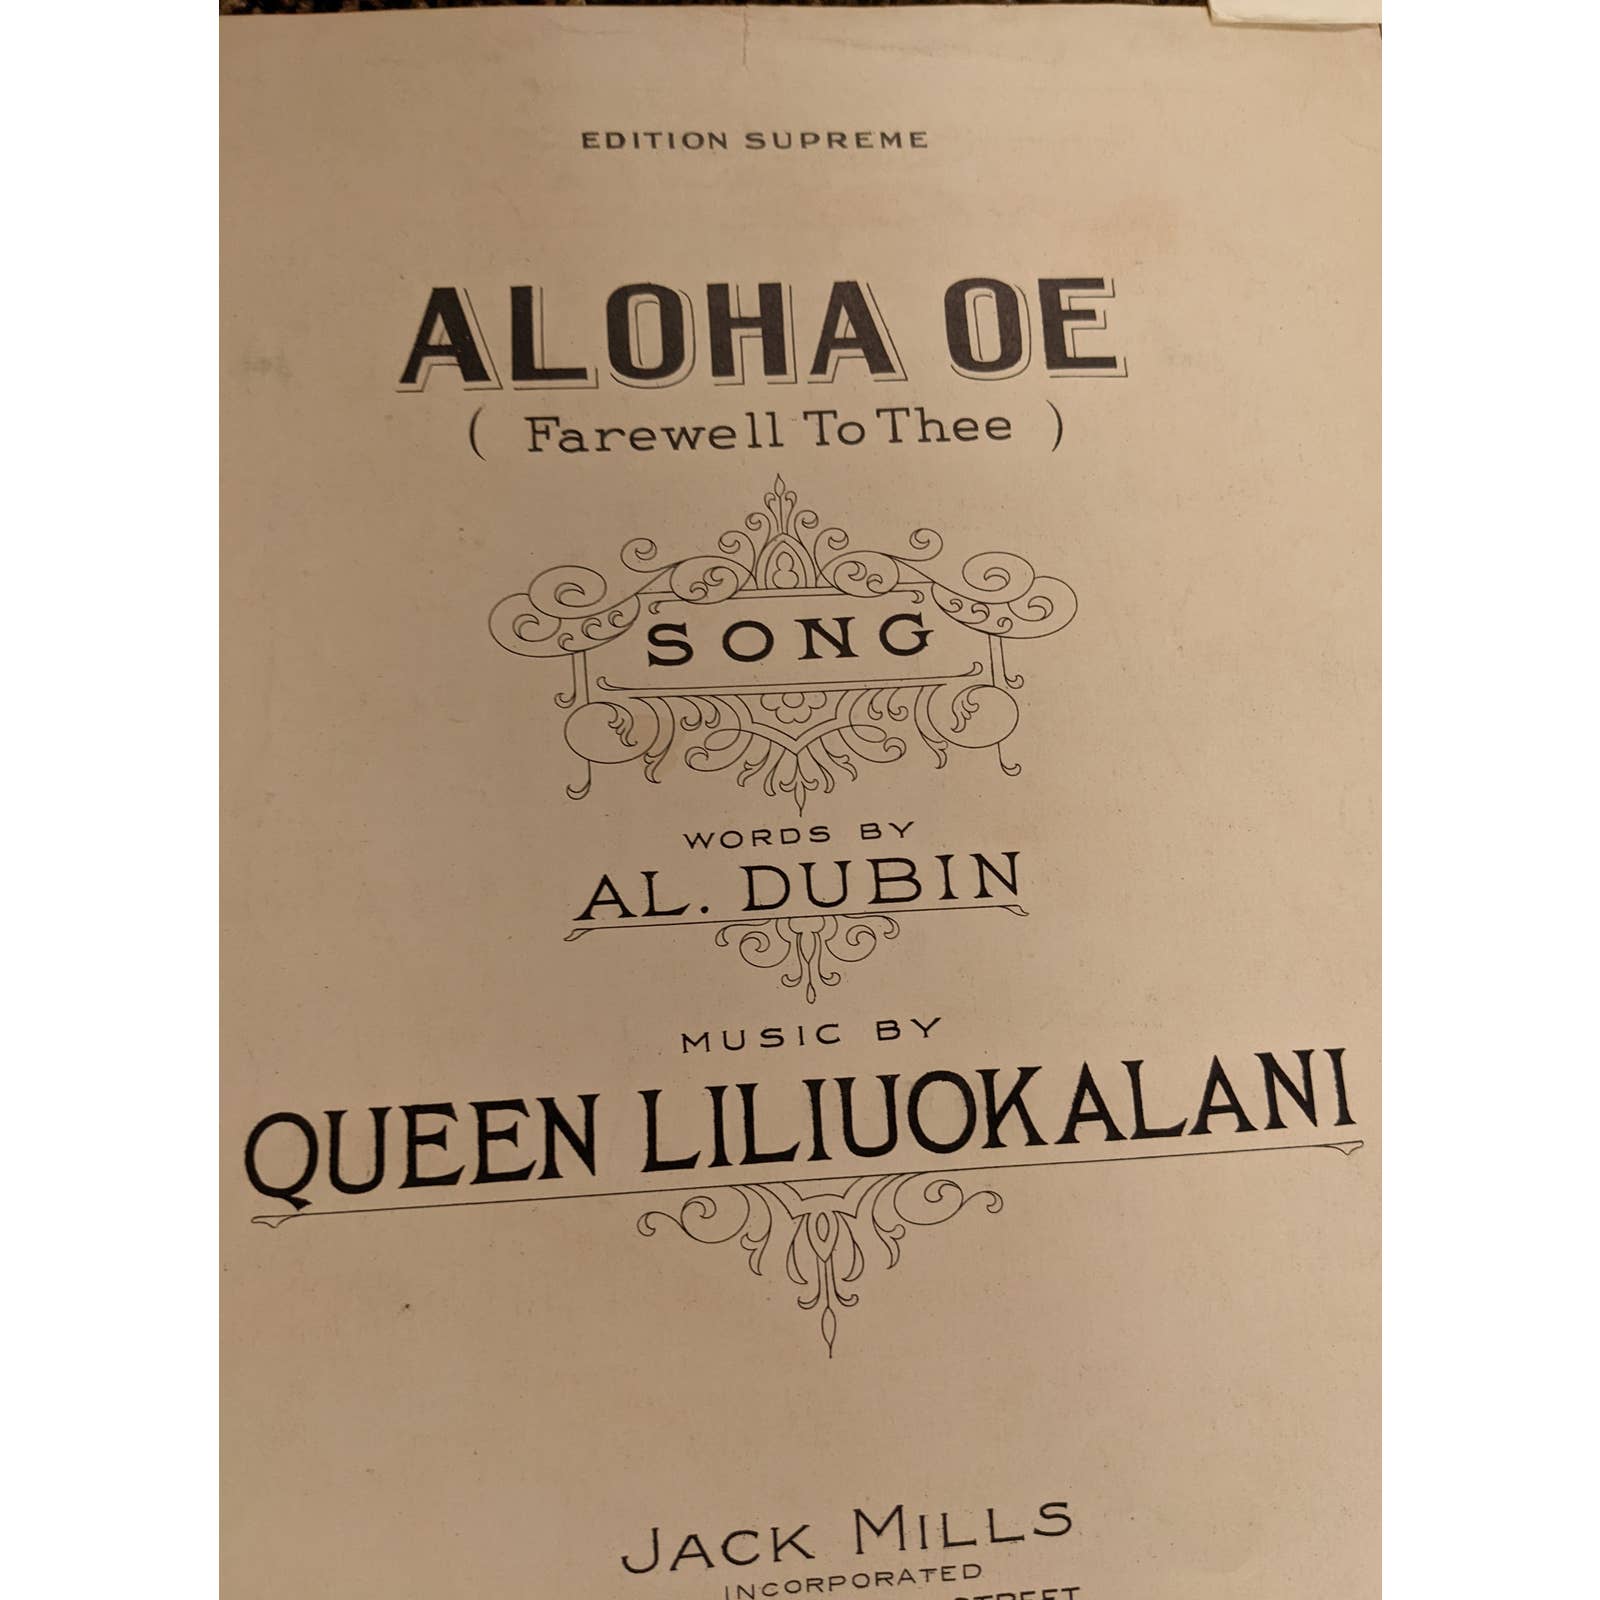 EDITION SUPREME
ALOHA OE
( Farewell To Thee )
SONG
WORDS BY
AL. DUBIN
MUSIC BY
QUEEN LILIUOKALANI
JACK MILLS
INCORPORATED
STREET